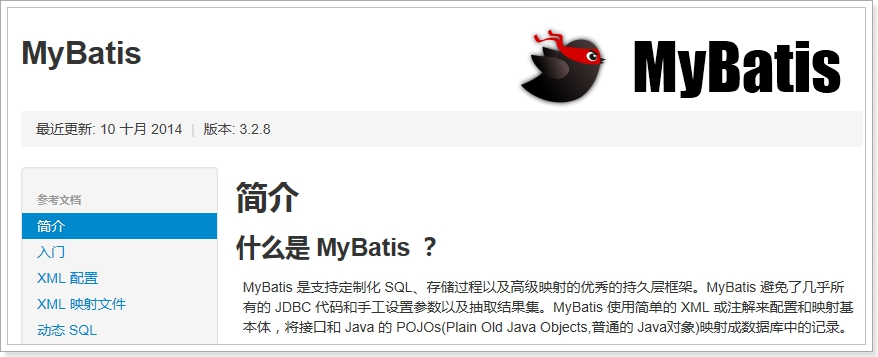 MyBatis
MyBatis
最近更新: 10 十月 2014 | 版本: 3.2.8
参考文档
简介
入门
XML 配置
XML 映射文件
动态 SQL
简介
什么是 MyBatis ？
MyBatis 是支持定制化 SQL、存储过程以及高级映射的优秀的持久层框架。MyBatis 避免了几乎所
有的 JDBC 代码和手工设置参数以及抽取结果集。MyBatis 使用简单的 XML 或注解来配置和映射基
本体，将接口和 Java 的 POJOs(Plain Old Java Objects,普通的 Java对象)映射成数据库中的记录。